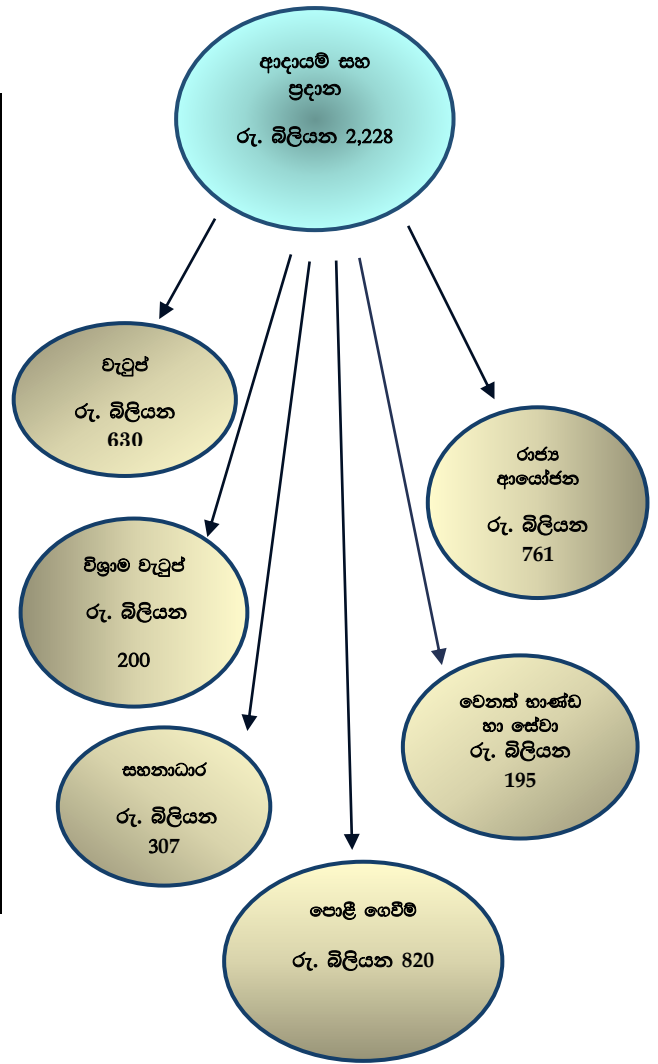 ආදායම් සහ
ප්‍රදාන
රු. බිලියන 2,228
වැටුප්
රු. බිලියන
630
විශ්‍රාම වැටුප්
රු. බිලියන
200
සහනාධාර
රු. බිලියන
307
පොළී ගෙවීම්
රු. බිලියන 820
වෙනත් භාණ්ඩ
හා සේවා
රු. බිලියන
195
රාජ්‍ය
ආයෝජන
රු. බිලියන
761